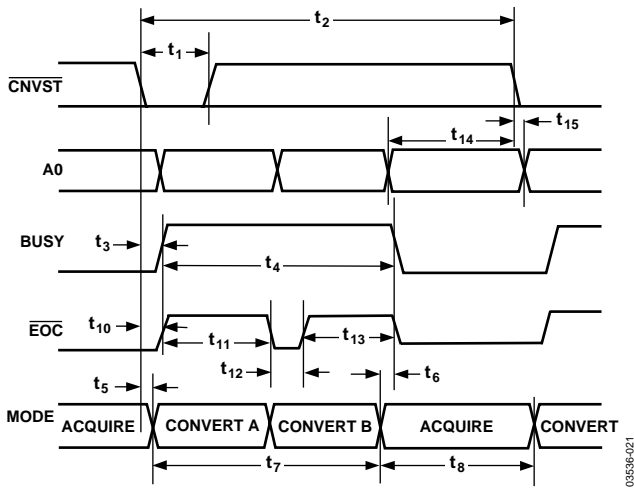 t2
t1
CNVST
t14
t15
A0
BUSY
t3
t4
EOC
t10
t11
t12
t13
t5
t6
MODE
ACQUIRE
CONVERT A
CONVERT B
ACQUIRE
CONVERT
t7
t8
03536-021